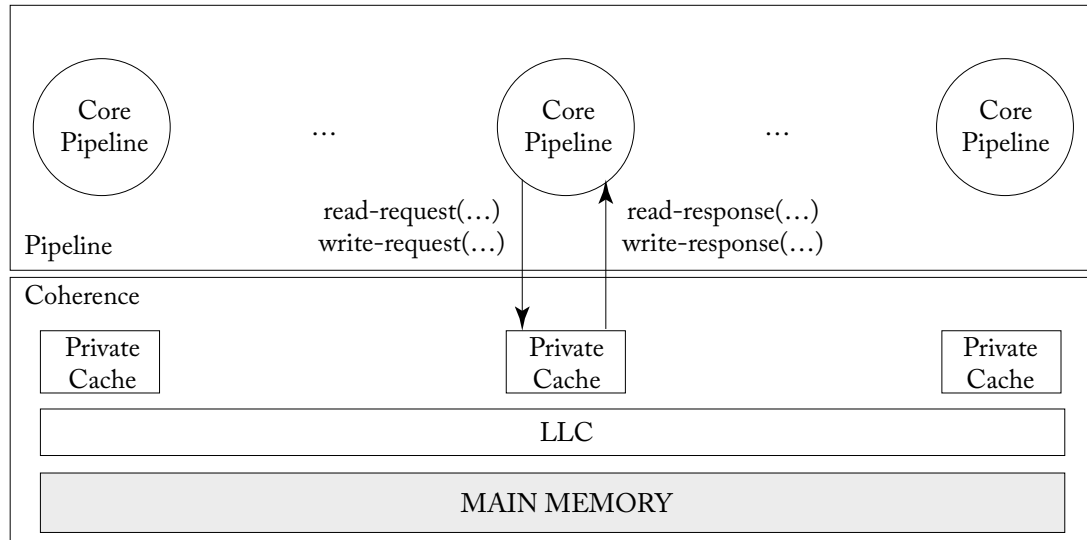 Core
Pipeline
...
Core
Pipeline
...
Core
Pipeline
read-request(...)
write-request(...)
read-response(...)
write-response(...)
Pipeline
Coherence
Private
Cache
Private
Cache
Private
Cache
LLC
MAIN MEMORY